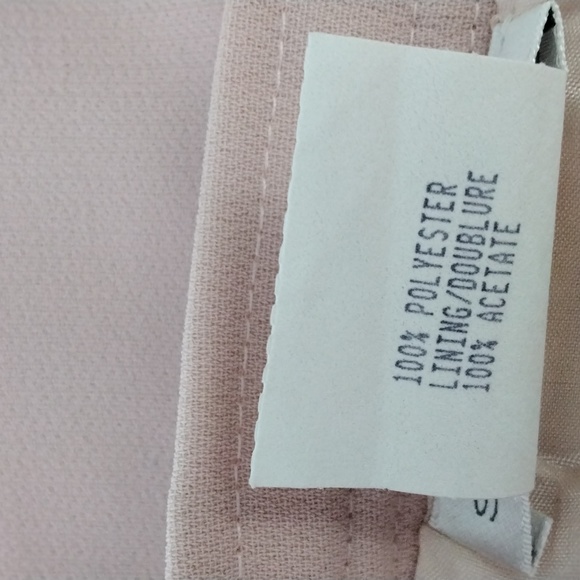 100% POLYESTER
LINING/DOUBLURE
100% ACETATE